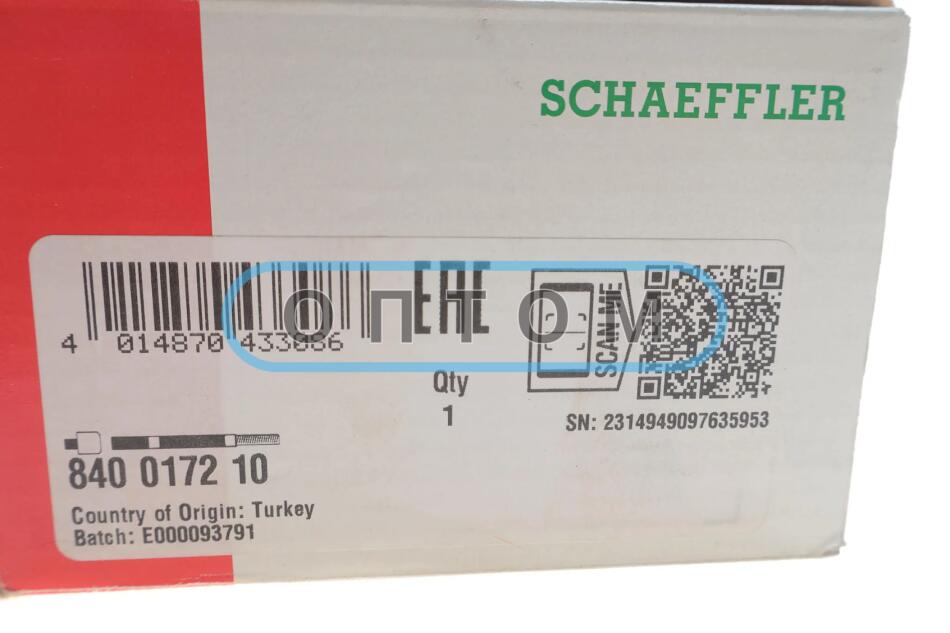 SCHAEFFLER
EAC
ОПТОМ
SCAN ME
4 014870 433686
Qty
1
SN: 2314949097635953
840 0172 10
Country of Origin: Turkey
Batch: E000093791